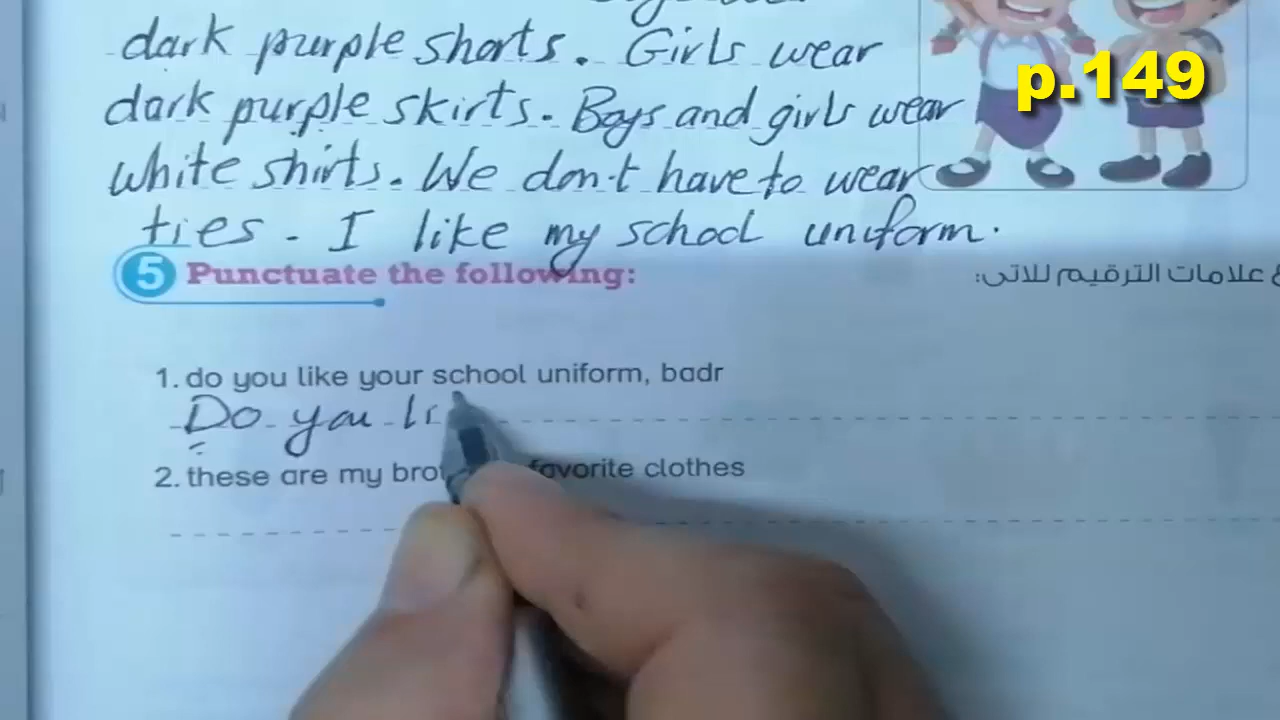 dark purple shorts. Girls wear
p.149
dark purple skirts. Boys and girls wear
white shirts. We don't have to wear
ties. I like my school uniform.
5 Punctuate the following:
علامات الترقيم للاتى:
1. do you like your school uniform, badr
Do you li
2. these are my bro favorite clothes